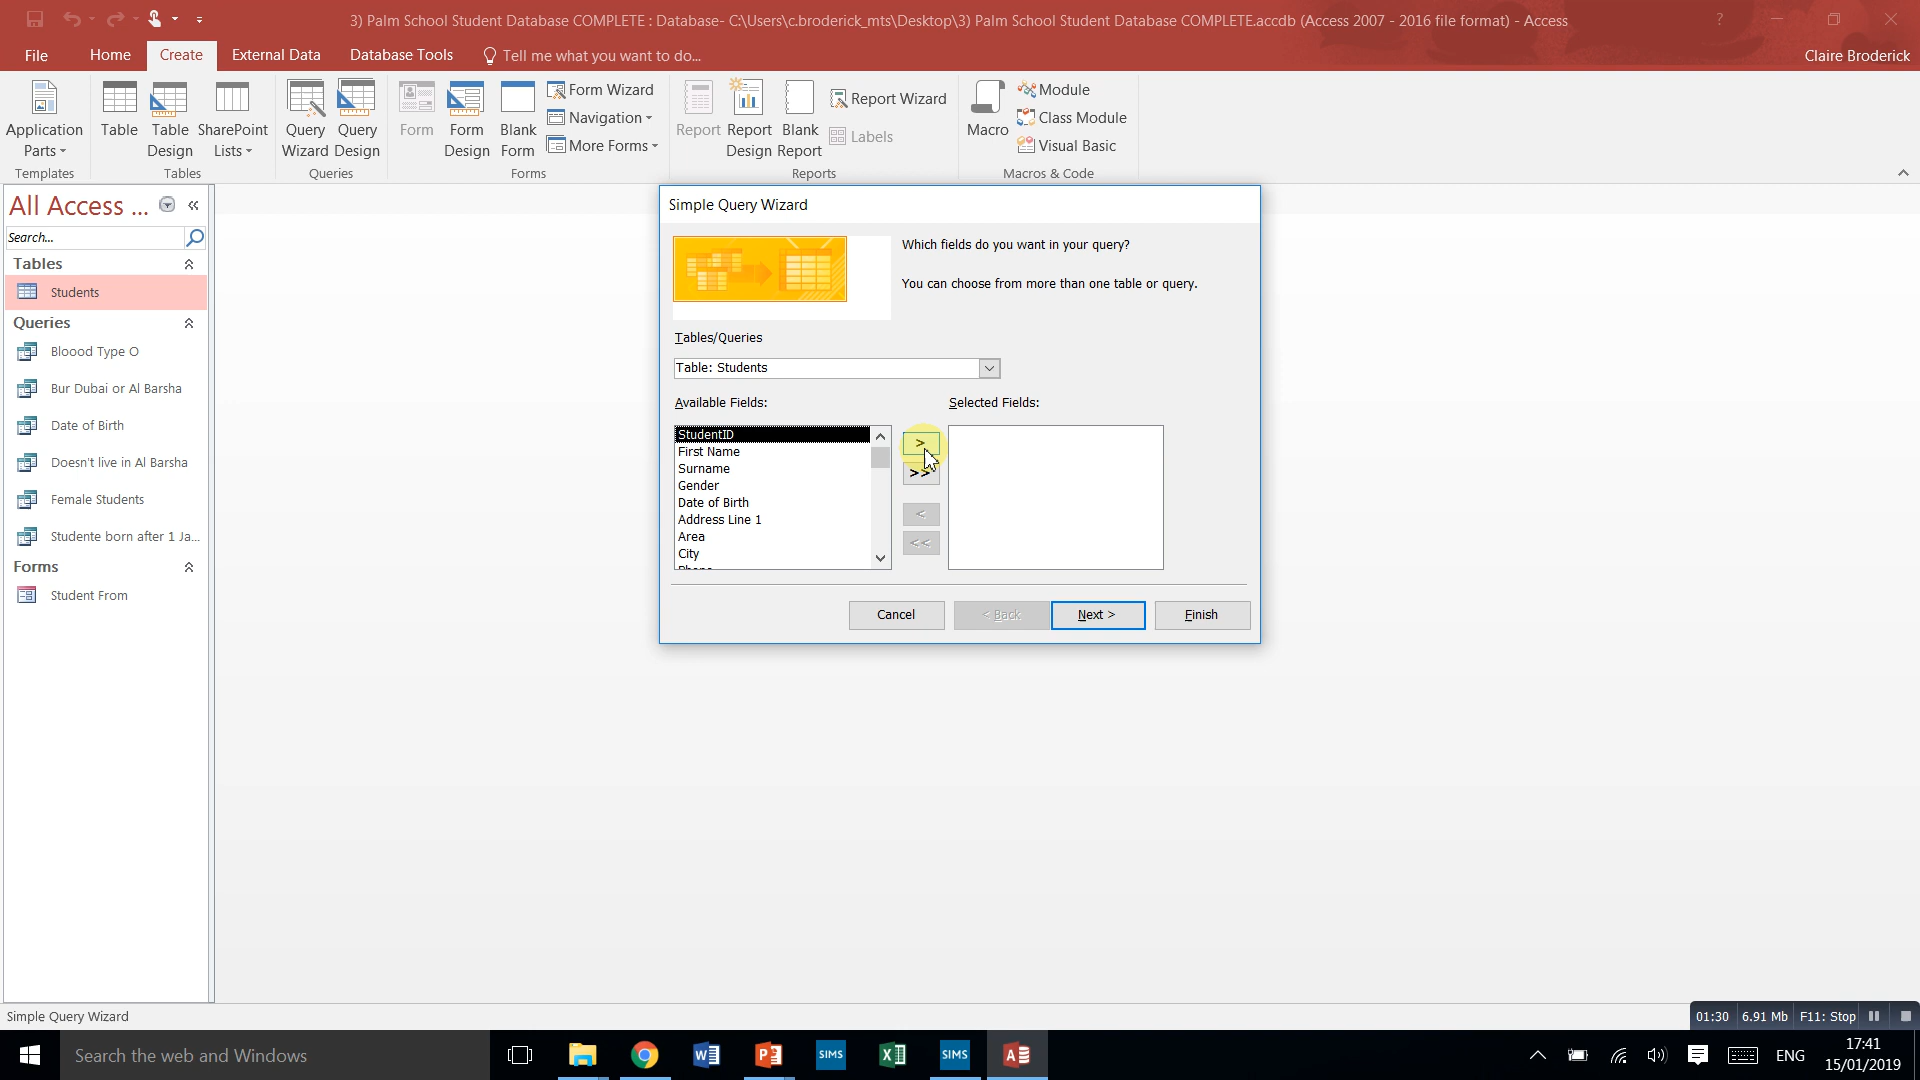 3) Palm School Student Database COMPLETE : Database- C:\Users\c.broderick_mts\Desktop\3) Palm School Student Database COMPLETE.accdb (Access 2007 - 2016 file format) - Access
?
File
Home
Create
External Data
Database Tools
Tell me what you want to do...
Claire Broderick
Application Parts
Table
Table Design
SharePoint Lists
Query Wizard
Query Design
Form
Form Design
Blank Form
Form Wizard
Navigation
More Forms
Report
Report Design
Blank Report
Report Wizard
Labels
Macro
Module
Class Module
Visual Basic
Templates
Tables
Queries
Forms
Reports
Macros & Code
All Access ...
Search...
Tables
Students
Queries
Bloood Type O
Bur Dubai or Al Barsha
Date of Birth
Doesn't live in Al Barsha
Female Students
Studente born after 1 Ja...
Forms
Student From
Simple Query Wizard
Which fields do you want in your query?
You can choose from more than one table or query.
Tables/Queries
Table: Students
Available Fields:
Selected Fields:
StudentID
First Name
Surname
Gender
Date of Birth
Address Line 1
Area
City
>
>>
<
<<
Cancel
< Back
Next >
Finish
Simple Query Wizard
01:30
6.91 Mb
F11: Stop
Search the web and Windows
SIMS
SIMS
ENG
17:41
15/01/2019